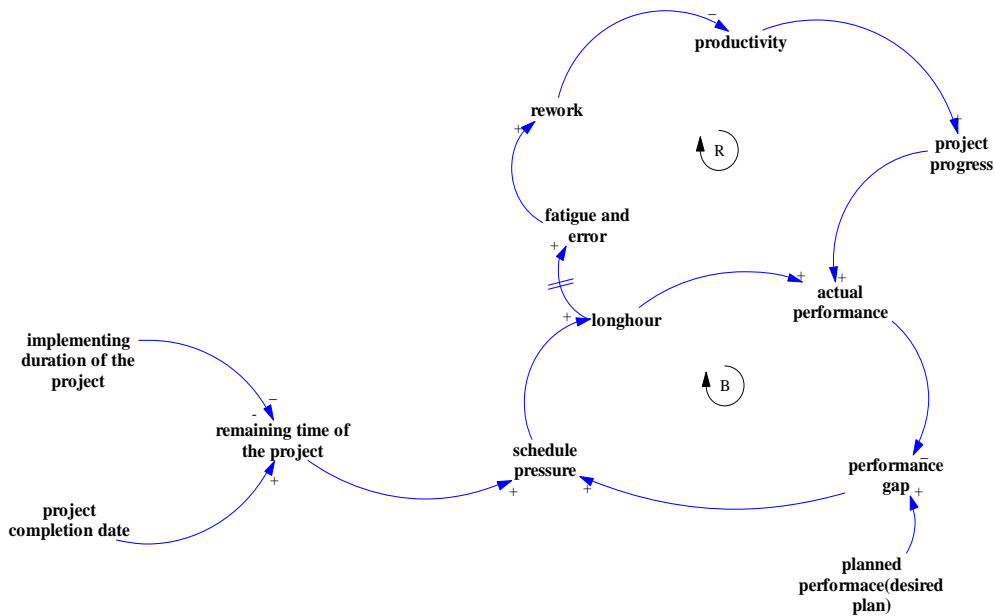 −
productivity
rework
+
+
project
progress
R
fatigue and
error
+
+
+
actual
performance
+
longhour
implementing
duration of the
project
B
−
-
remaining time of
the project
+
schedule
pressure
+
+
−
performance
gap
+
project
completion date
planned
performace(desired
plan)